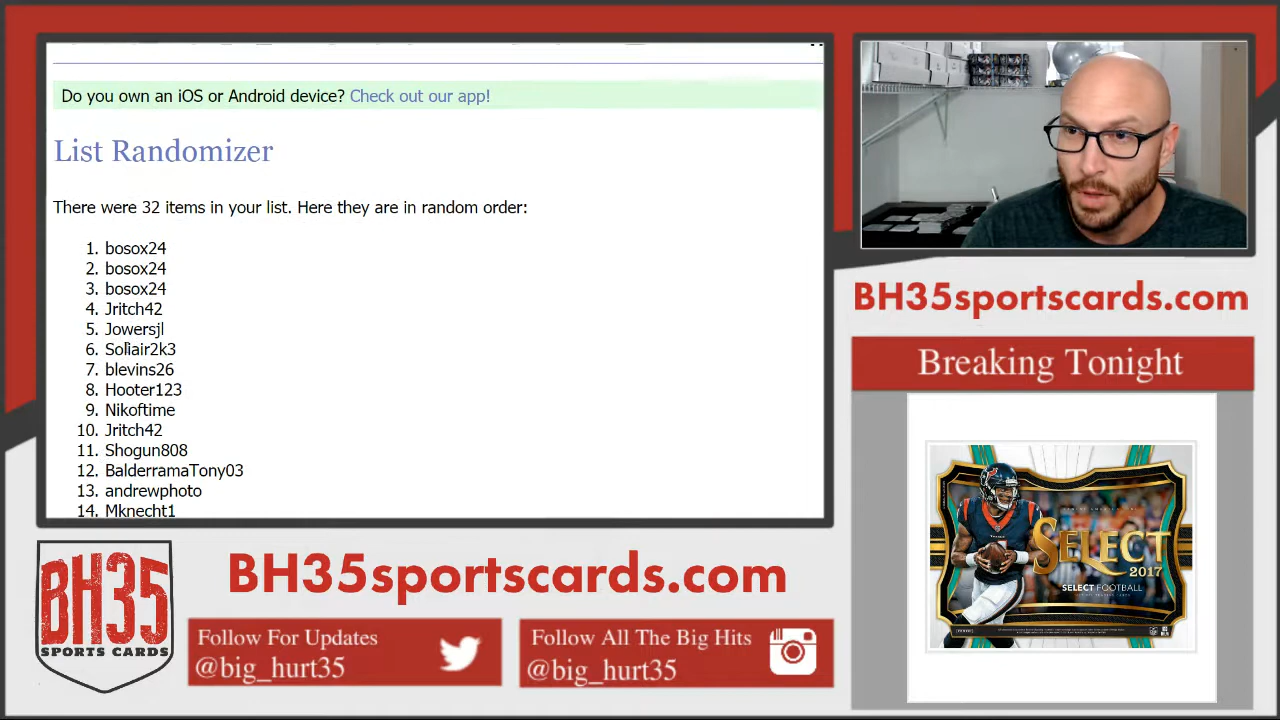 Do you own an iOS or Android device? Check out our app!
List Randomizer
There were 32 items in your list. Here they are in random order:
1. bosox24
2. bosox24
3. bosox24
4. Jritch42
5. Jowersjl
6. Soliair2k3
7. blevins26
8. Hooter123
9. Nikoftime
10. Jritch42
11. Shogun808
12. BalderramaTony03
13. andrewphoto
14. Mknecht1
BH35sportscards.com
Breaking Tonight
SELECT
2017
SELECT FOOTBALL
BH35
SPORTS CARDS
BH35sportscards.com
Follow For Updates
@big_hurt35
Follow All The Big Hits
@big_hurt35